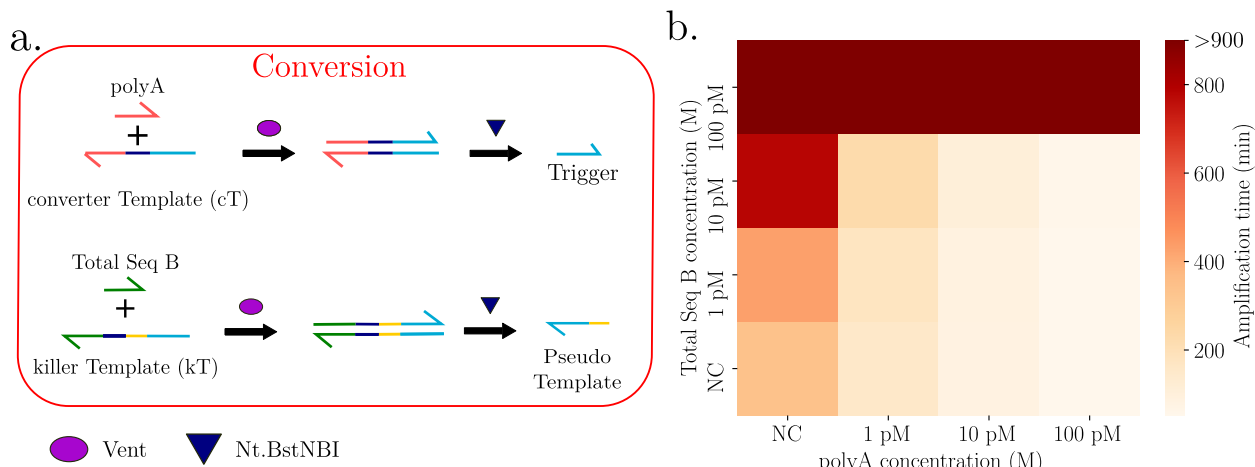 a.
Conversion
polyA
+
converter Template (cT)
Trigger
Total Seq B
+
killer Template (kT)
Pseudo
Template
Vent
Nt.BstNBI
b.
Total Seq B concentration (M)
100 pM
10 pM
1 pM
NC
NC
1 pM
10 pM
100 pM
polyA concentration (M)
>900
800
600
400
200
Amplification time (min)